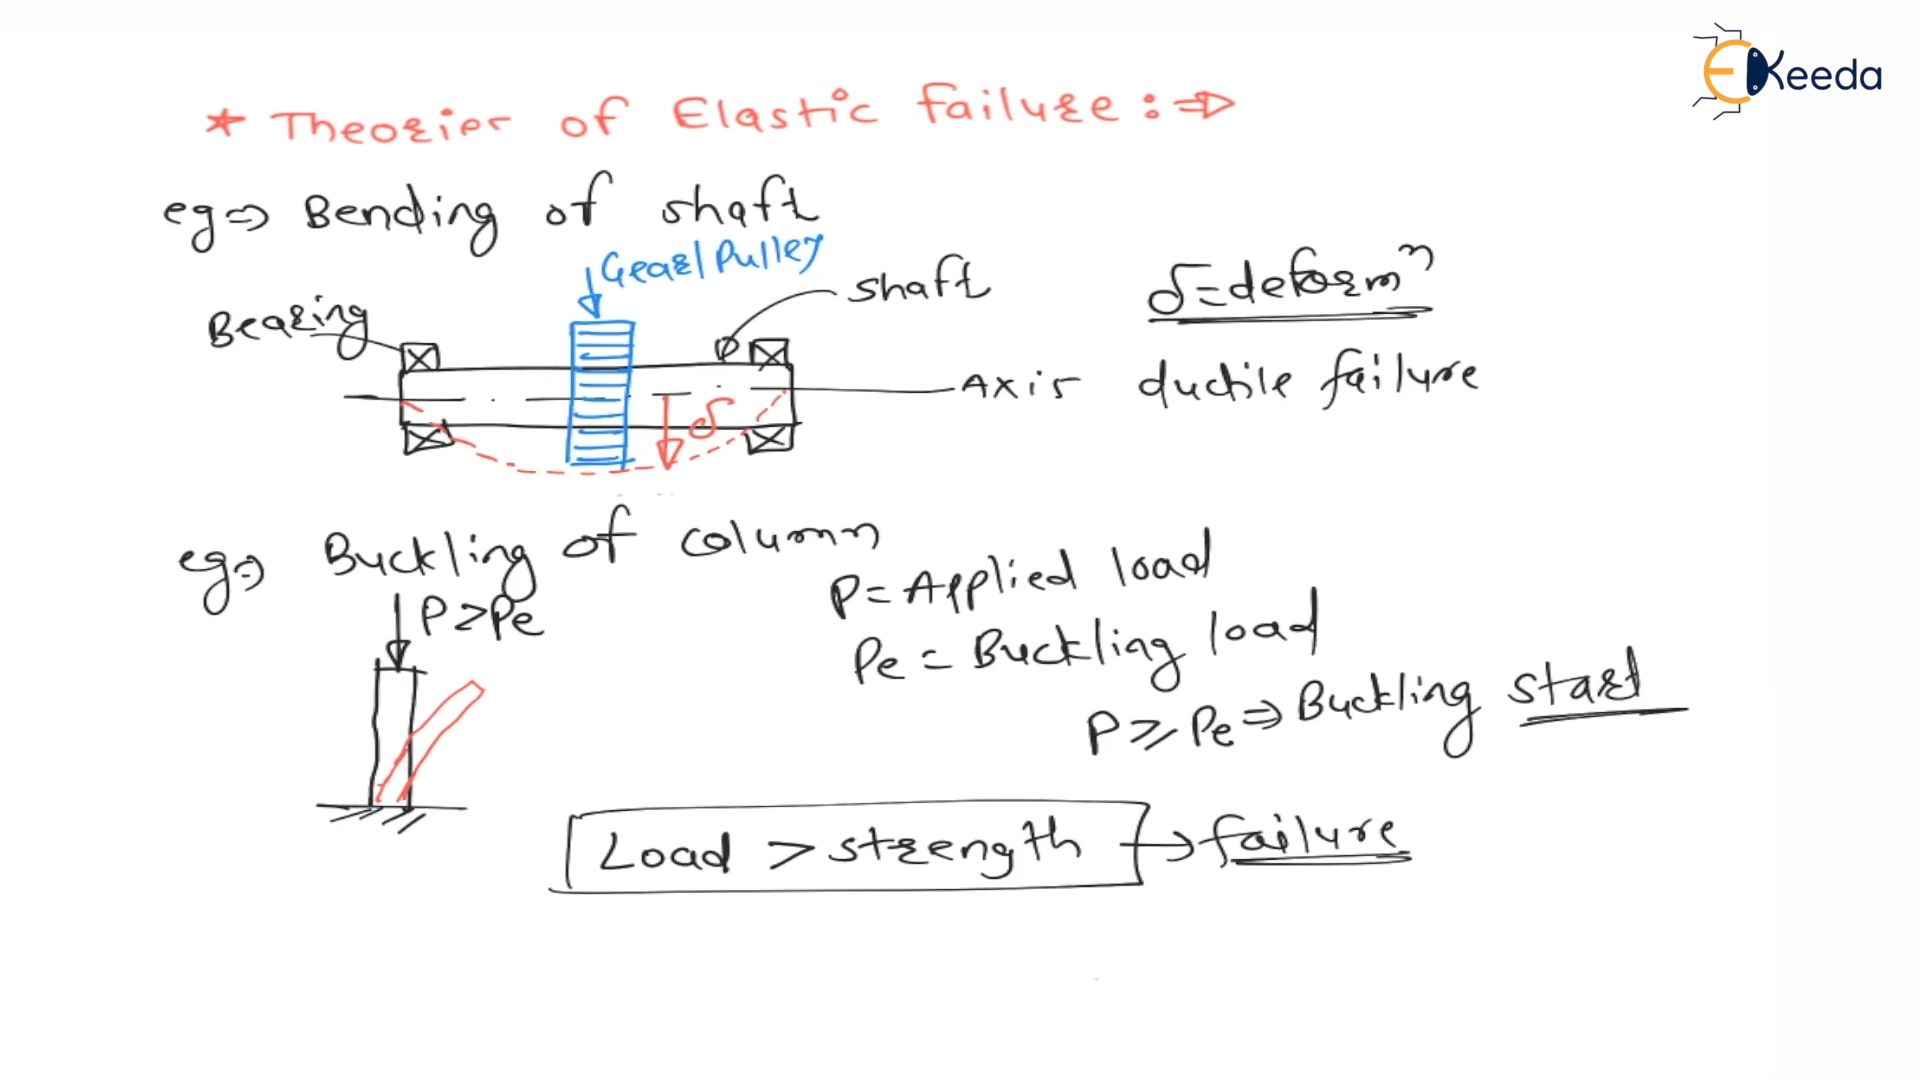 EKeeda
* Theories of Elastic Failure :⇒
eg ⇒ Bending of shaft
Gear/Pulley
shaft
Bearing
δ = deformⁿ
δ
Axis
ductile failure
eg ⇒ Buckling of column
P ≥ Pe
P = Applied load
Pe = Buckling load
P ≥ Pe ⇒ Buckling start
Load > strength → failure